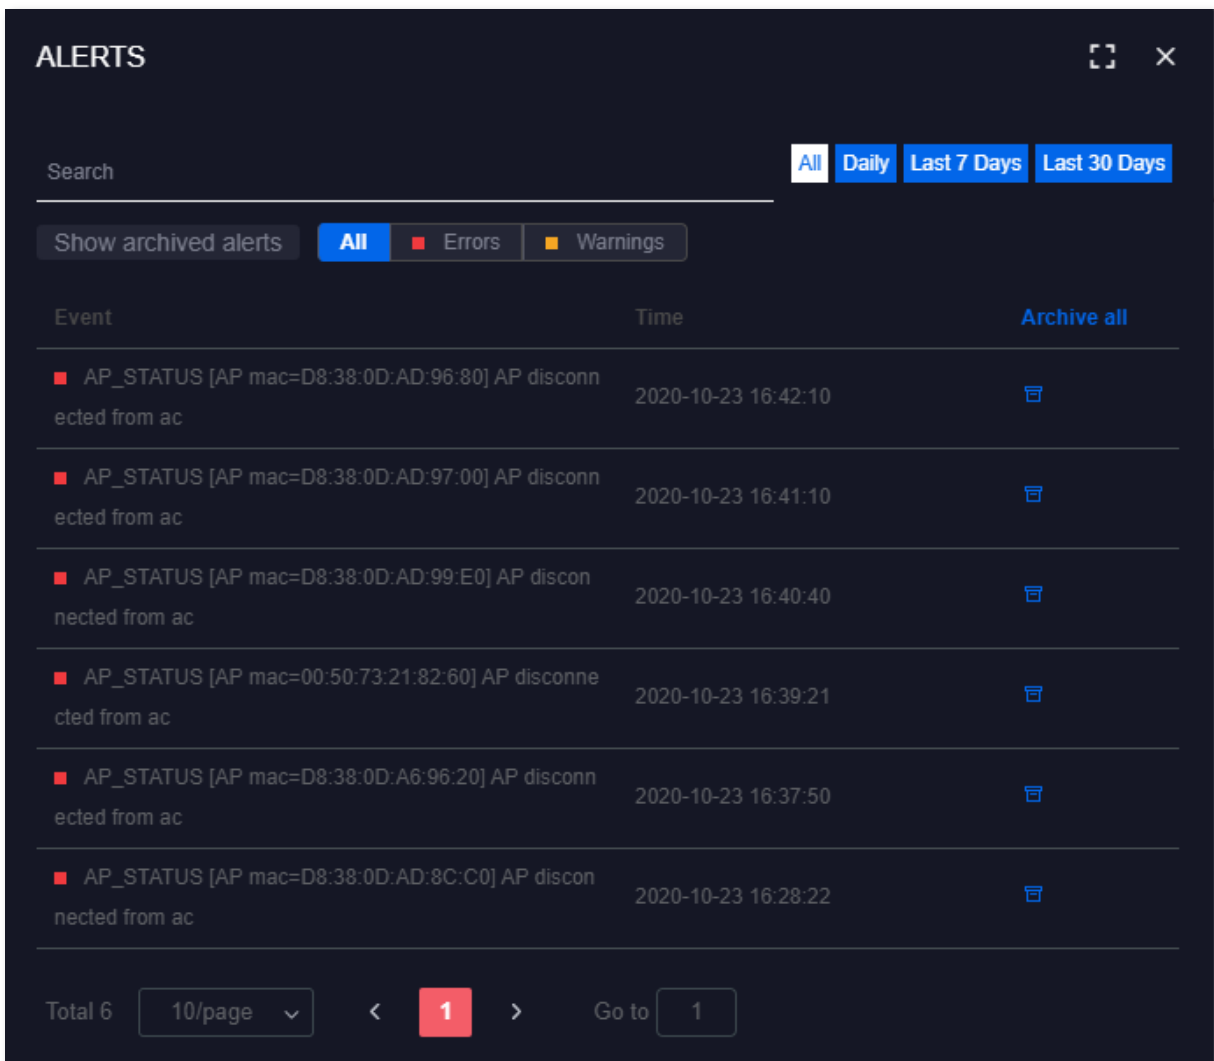 ALERTS
Search
All Daily Last 7 Days Last 30 Days
Show archived alerts All Errors Warnings
Event Time Archive all
AP_STATUS [AP mac=D8:38:0D:AD:96:80] AP disconn
ected from ac
2020-10-23 16:42:10
AP_STATUS [AP mac=D8:38:0D:AD:97:00] AP disconn
ected from ac
2020-10-23 16:41:10
AP_STATUS [AP mac=D8:38:0D:AD:99:E0] AP discon
nected from ac
2020-10-23 16:40:40
AP_STATUS [AP mac=00:50:73:21:82:60] AP disconne
cted from ac
2020-10-23 16:39:21
AP_STATUS [AP mac=D8:38:0D:A6:96:20] AP disconn
ected from ac
2020-10-23 16:37:50
AP_STATUS [AP mac=D8:38:0D:AD:8C:C0] AP discon
nected from ac
2020-10-23 16:28:22
Total 6 10/page 1 Go to 1